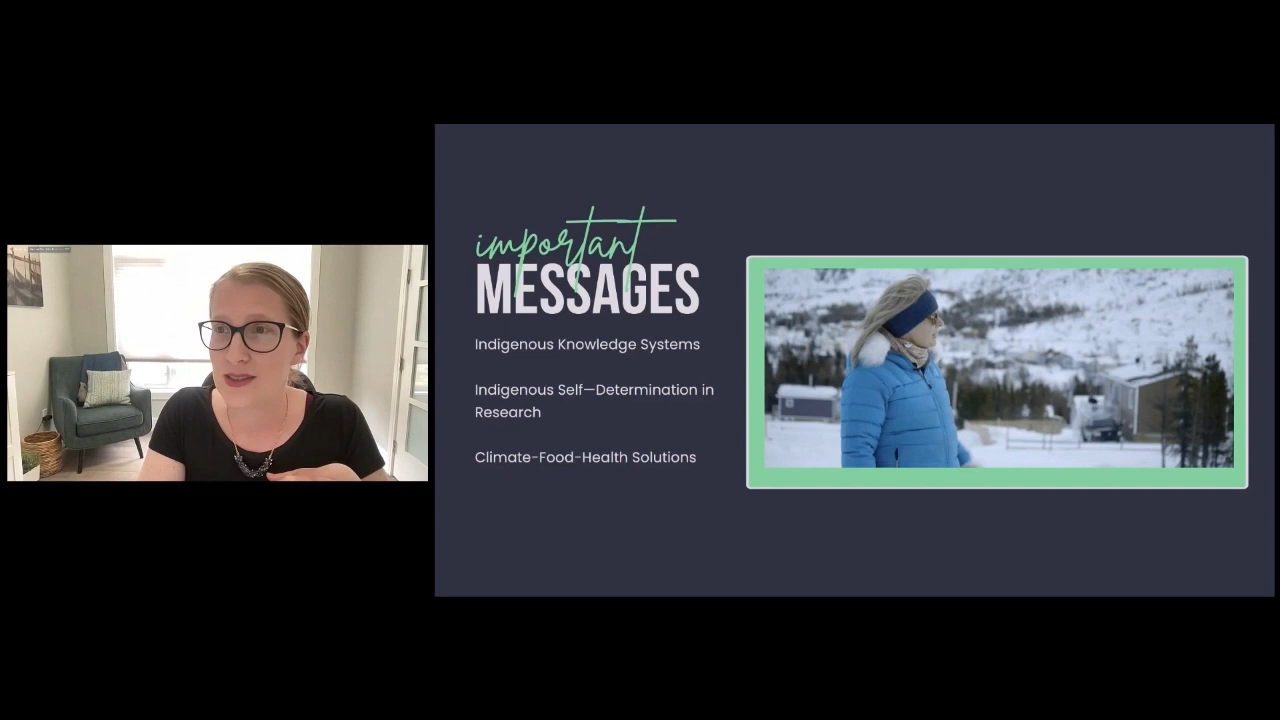 important
MESSAGES
Indigenous Knowledge Systems
Indigenous Self—Determination in
Research
Climate-Food-Health Solutions